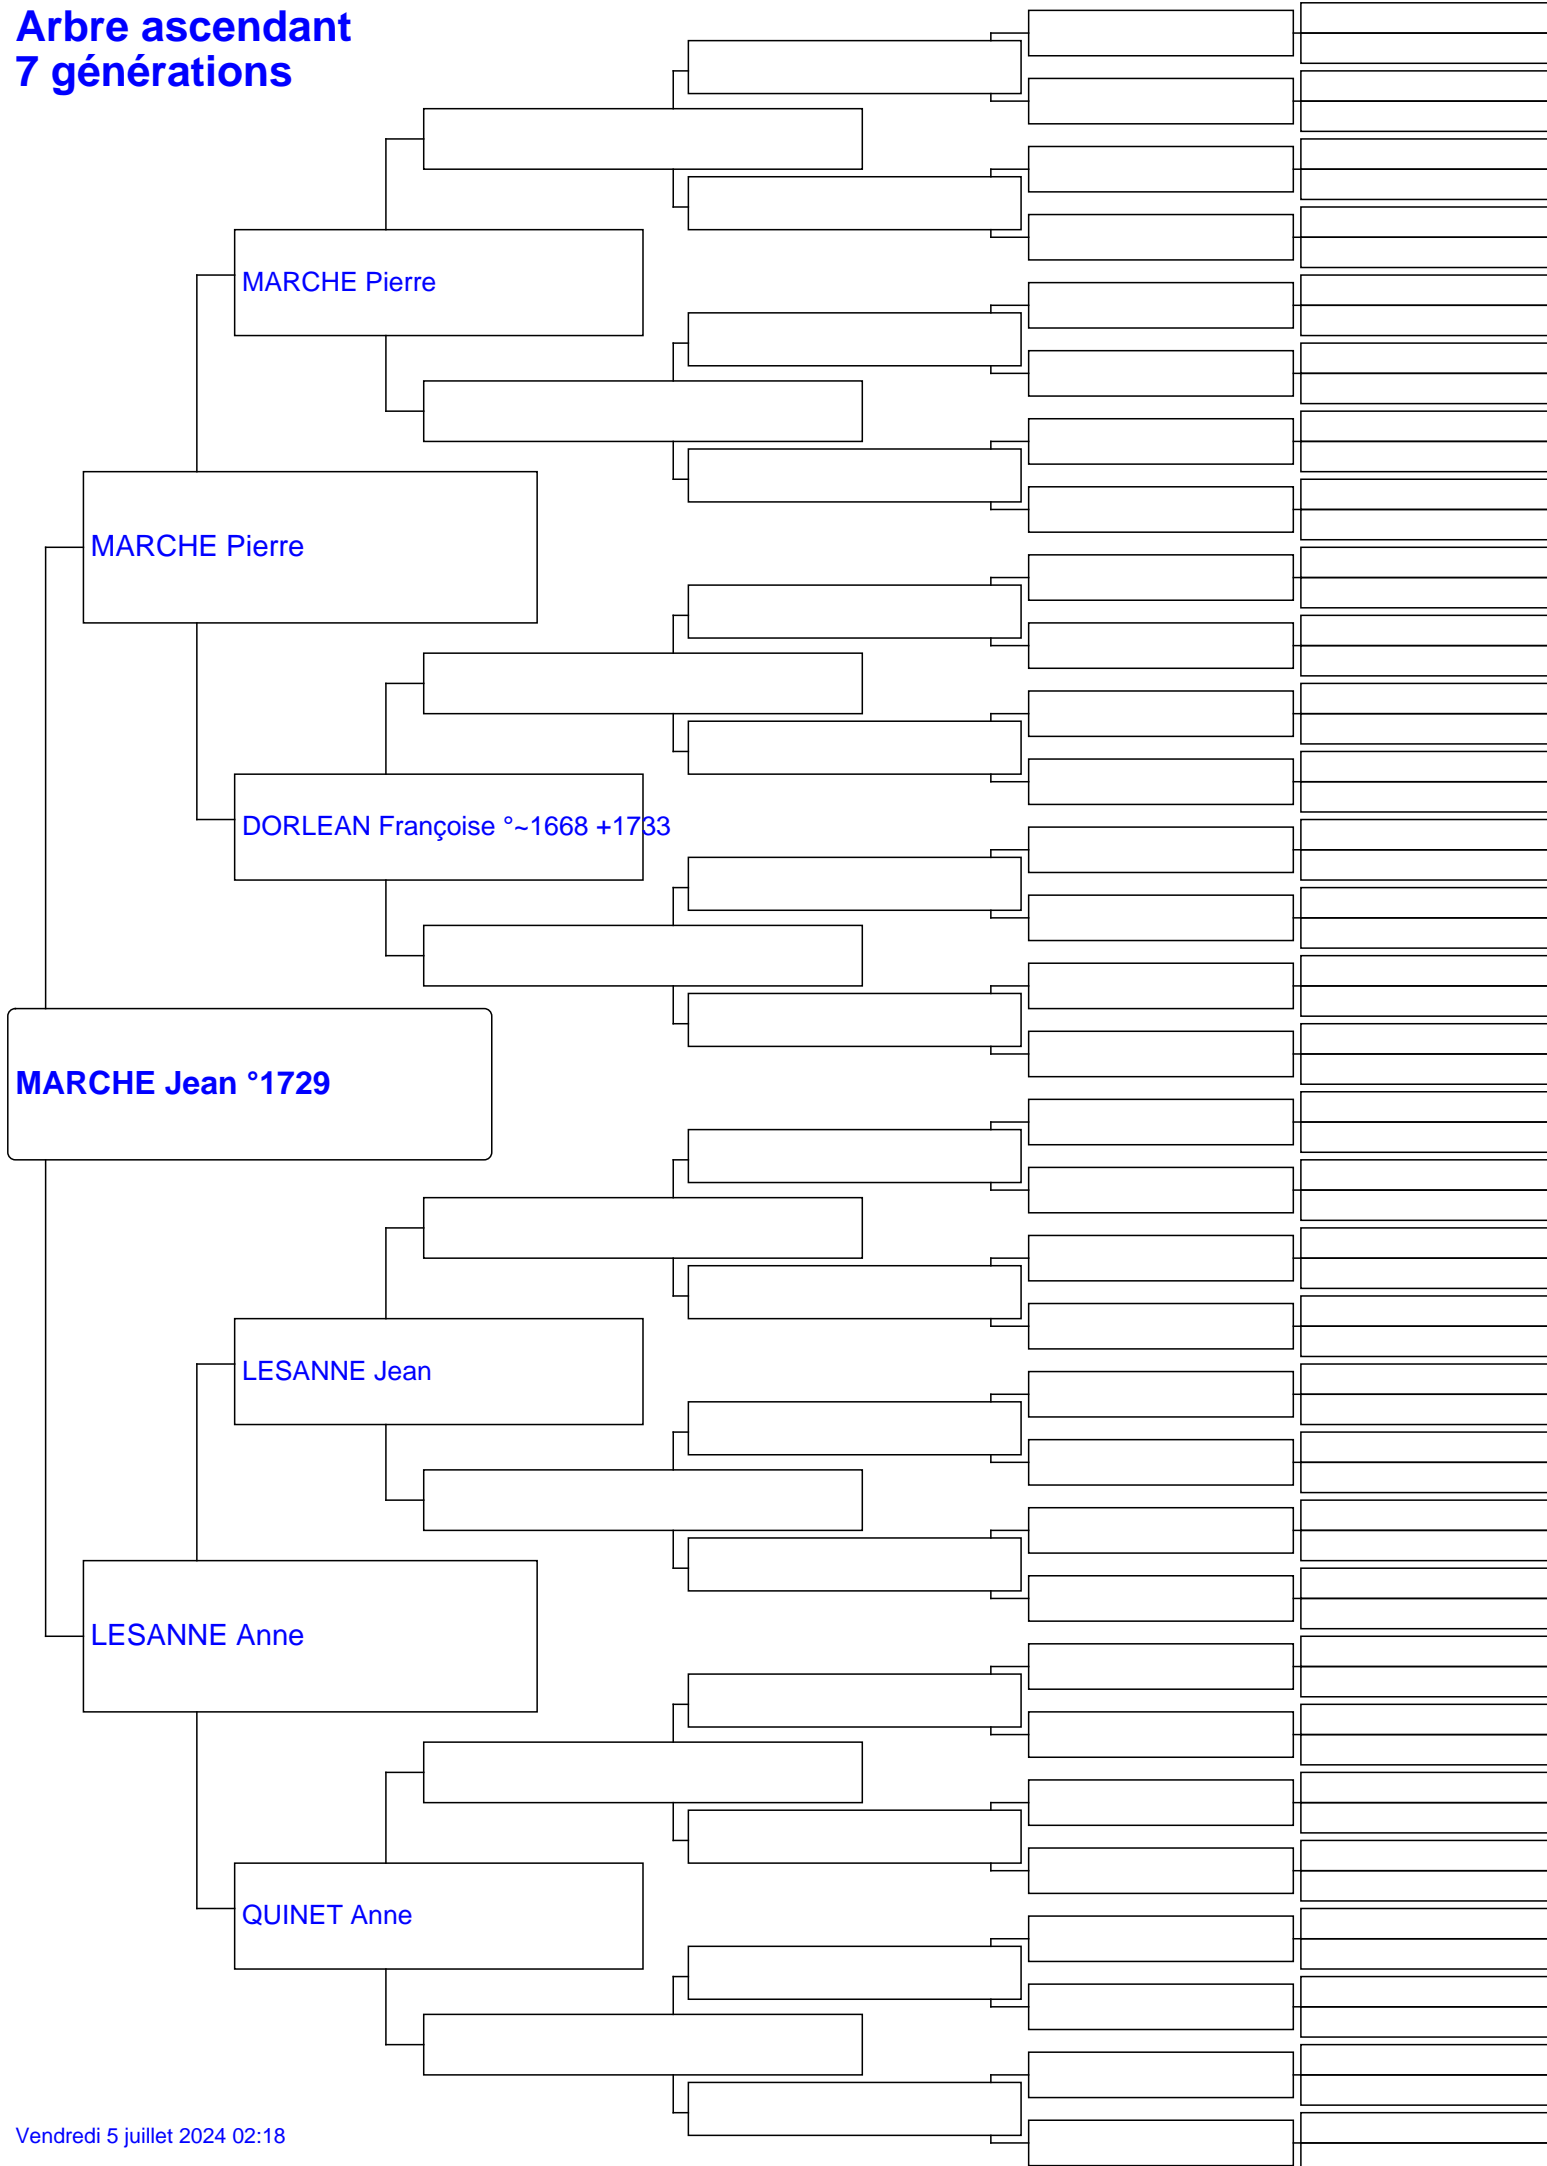 Arbre ascendant
7 générations
MARCHE Pierre
MARCHE Pierre
DORLEAN Françoise °~1668 +1733
MARCHE Jean °1729
LESANNE Jean
LESANNE Anne
QUINET Anne
Vendredi 5 juillet 2024 02:18